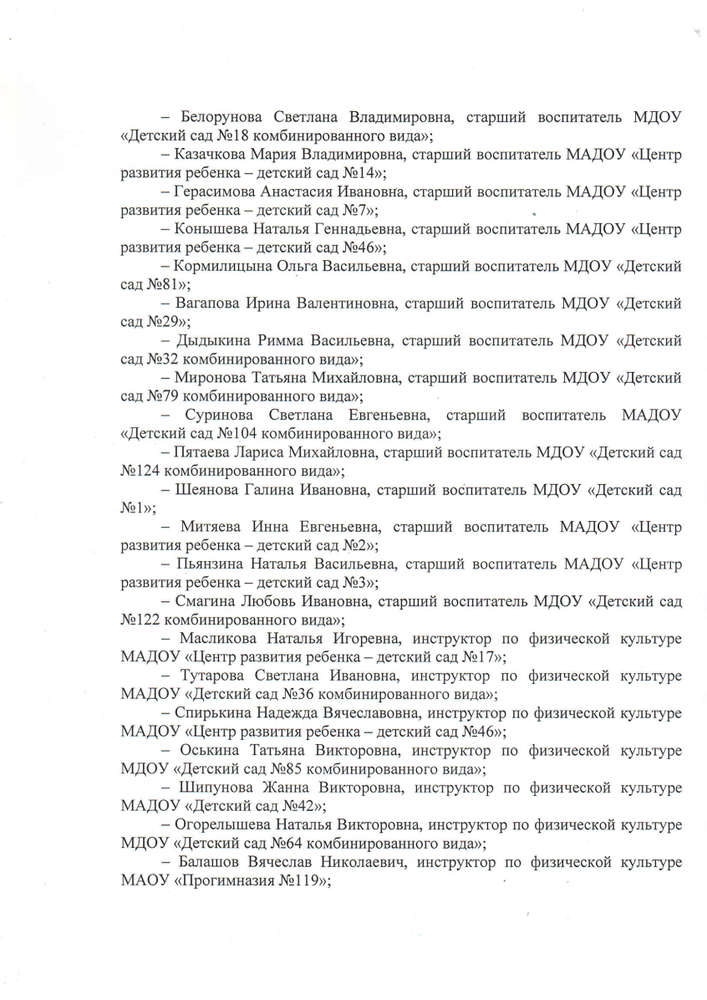 – Белорунова Светлана Владимировна, старший воспитатель МДОУ
«Детский сад №18 комбинированного вида»;
– Казачкова Мария Владимировна, старший воспитатель МАДОУ «Центр
развития ребенка – детский сад №14»;
– Герасимова Анастасия Ивановна, старший воспитатель МАДОУ «Центр
развития ребенка – детский сад №7»;
– Конышева Наталья Геннадьевна, старший воспитатель МАДОУ «Центр
развития ребенка – детский сад №46»;
– Кормилицына Ольга Васильевна, старший воспитатель МДОУ «Детский
сад №81»;
– Вагапова Ирина Валентиновна, старший воспитатель МДОУ «Детский
сад №29»;
– Дыдыкина Римма Васильевна, старший воспитатель МДОУ «Детский
сад №32 комбинированного вида»;
– Миронова Татьяна Михайловна, старший воспитатель МДОУ «Детский
сад №79 комбинированного вида»;
– Суринова Светлана Евгеньевна, старший воспитатель МАДОУ
«Детский сад №104 комбинированного вида»;
– Пятаева Лариса Михайловна, старший воспитатель МДОУ «Детский сад
№124 комбинированного вида»;
– Шеянова Галина Ивановна, старший воспитатель МДОУ «Детский сад
№1»;
– Митяева Инна Евгеньевна, старший воспитатель МАДОУ «Центр
развития ребенка – детский сад №2»;
– Пьянзина Наталья Васильевна, старший воспитатель МАДОУ «Центр
развития ребенка – детский сад №3»;
– Смагина Любовь Ивановна, старший воспитатель МДОУ «Детский сад
№122 комбинированного вида»;
– Масликова Наталья Игоревна, инструктор по физической культуре
МАДОУ «Центр развития ребенка – детский сад №17»;
– Тутарова Светлана Ивановна, инструктор по физической культуре
МАДОУ «Детский сад №36 комбинированного вида»;
– Спирькина Надежда Вячеславовна, инструктор по физической культуре
МАДОУ «Центр развития ребенка – детский сад №46»;
– Оськина Татьяна Викторовна, инструктор по физической культуре
МДОУ «Детский сад №85 комбинированного вида»;
– Шипунова Жанна Викторовна, инструктор по физической культуре
МАДОУ «Детский сад №42»;
– Огорелышева Наталья Викторовна, инструктор по физической культуре
МДОУ «Детский сад №64 комбинированного вида»;
– Балашов Вячеслав Николаевич, инструктор по физической культуре
МАОУ «Прогимназия №119»;